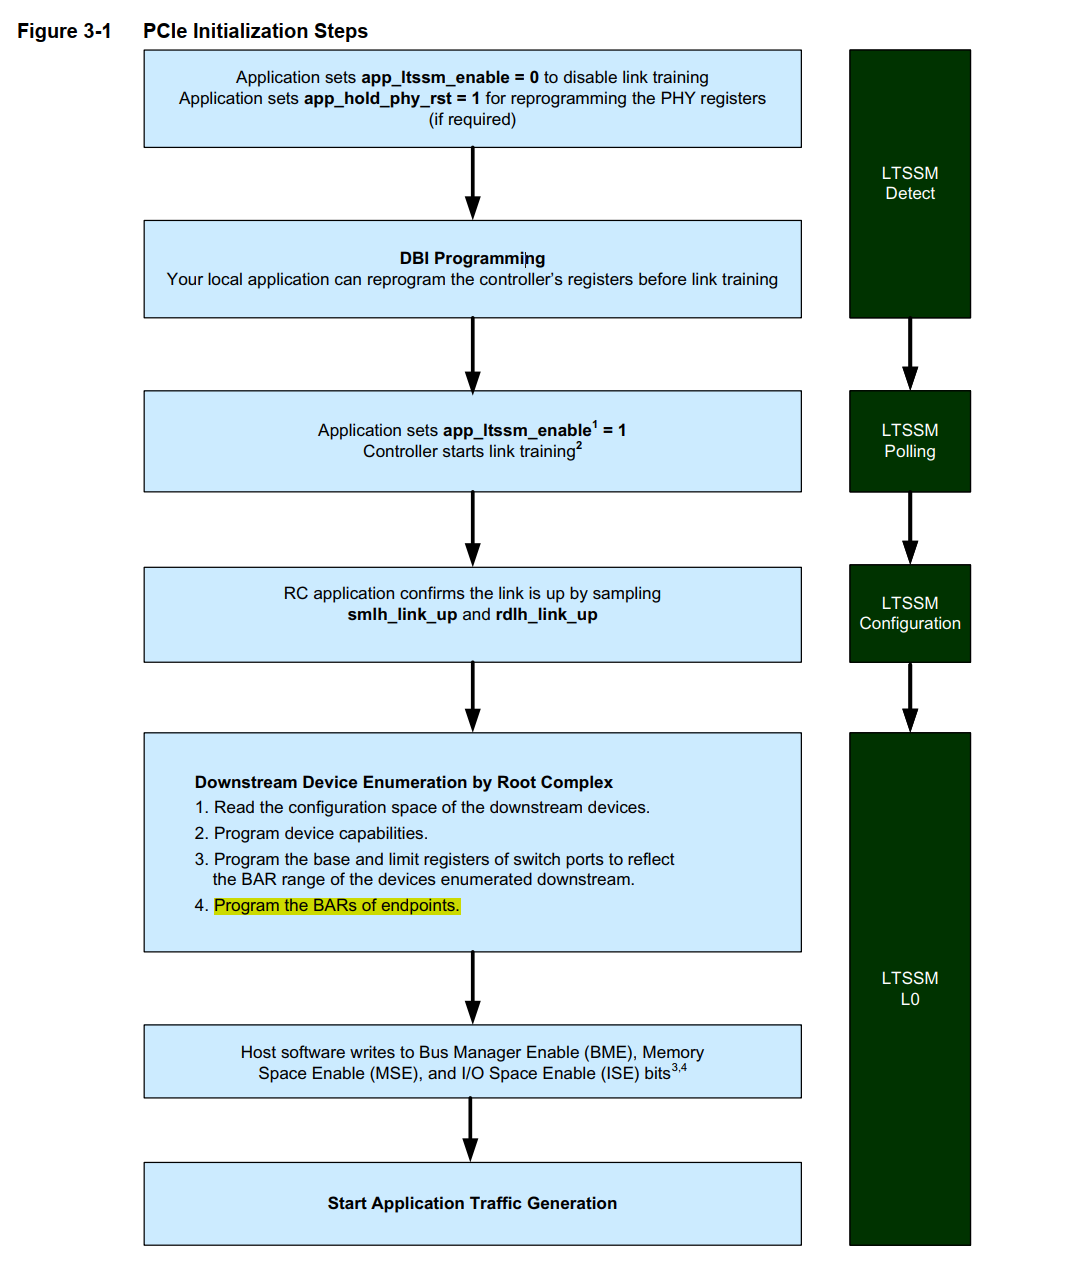 Figure 3-1 PCIe Initialization Steps
Application sets app_ltssm_enable = 0 to disable link training
Application sets app_hold_phy_rst = 1 for reprogramming the PHY registers
(if required)
LTSSM
Detect
DBI Programming
Your local application can reprogram the controller's registers before link training
Application sets app_ltssm_enable1 = 1
Controller starts link training2
LTSSM
Polling
RC application confirms the link is up by sampling
smlh_link_up and rdlh_link_up
LTSSM
Configuration
Downstream Device Enumeration by Root Complex
1. Read the configuration space of the downstream devices.
2. Program device capabilities.
3. Program the base and limit registers of switch ports to reflect
the BAR range of the devices enumerated downstream.
4. Program the BARs of endpoints.
LTSSM
L0
Host software writes to Bus Manager Enable (BME), Memory
Space Enable (MSE), and I/O Space Enable (ISE) bits3,4
Start Application Traffic Generation